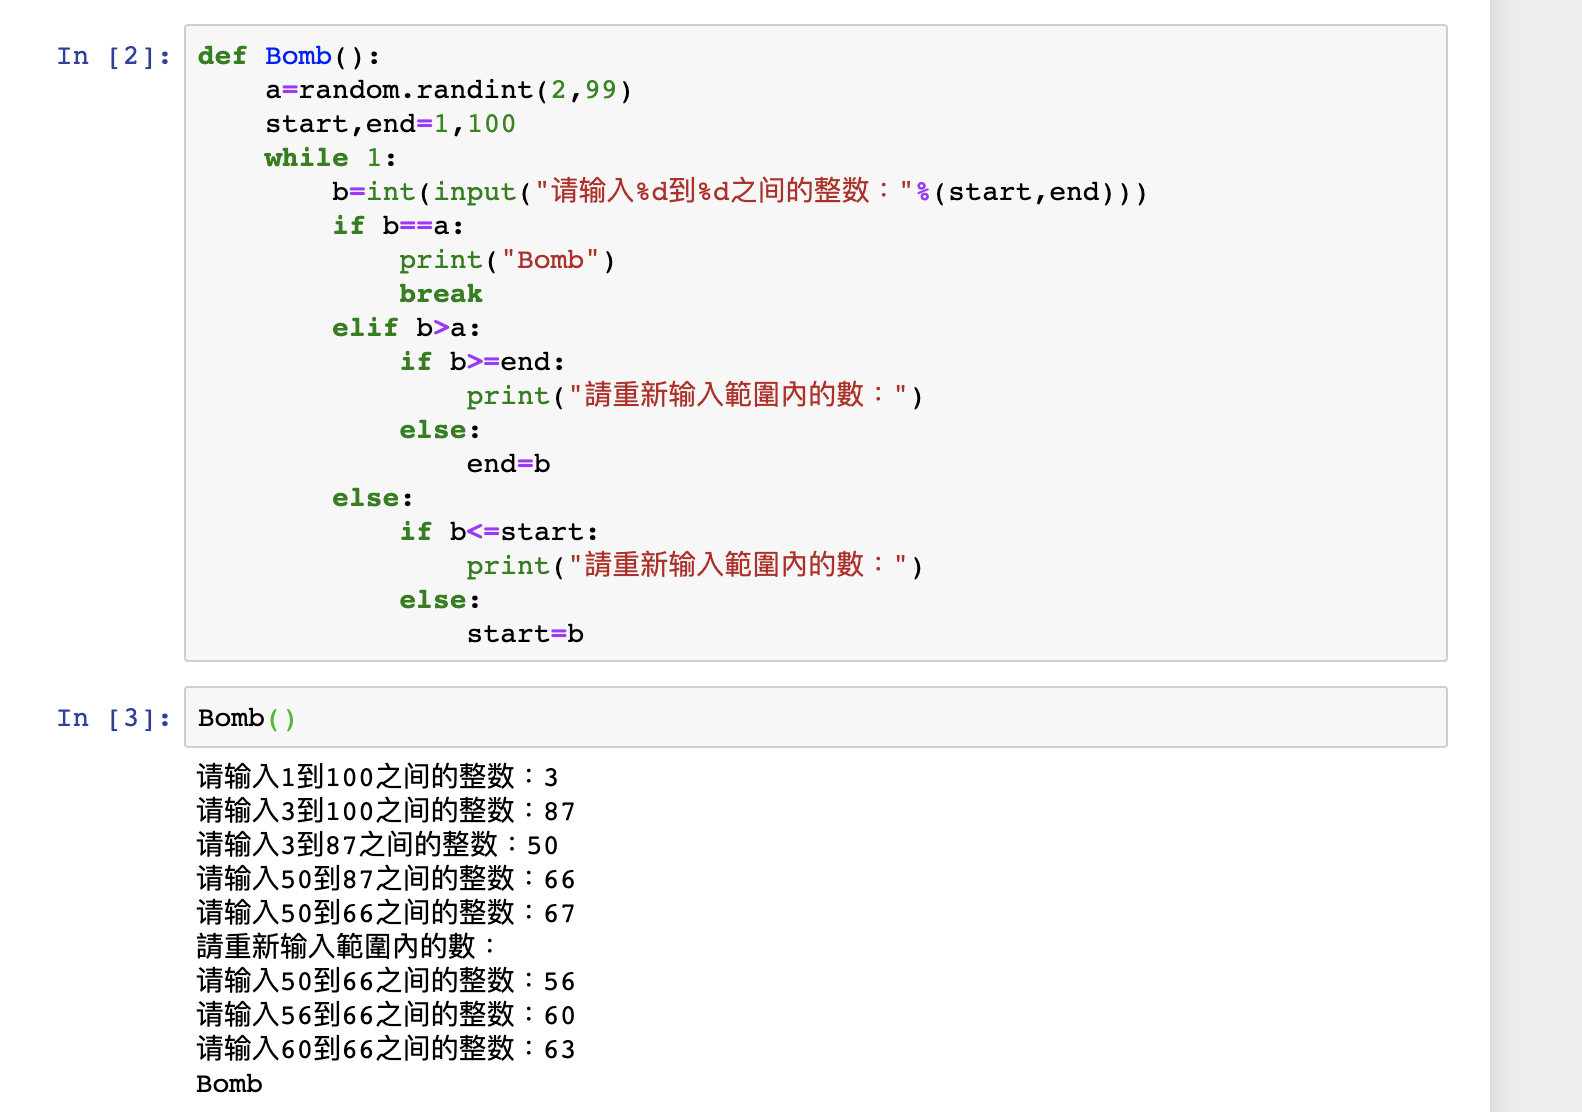 In [2]: def Bomb():
    a=random.randint(2,99)
    start,end=1,100
    while 1:
        b=int(input("请输入%d到%d之间的整数："%(start,end)))
        if b==a:
            print("Bomb")
            break
        elif b>a:
            if b>=end:
                print("請重新输入範圍內的數：")
            else:
                end=b
        else:
            if b<=start:
                print("請重新输入範圍內的數：")
            else:
                start=b
In [3]: Bomb()
请输入1到100之间的整数：3
请输入3到100之间的整数：87
请输入3到87之间的整数：50
请输入50到87之间的整数：66
请输入50到66之间的整数：67
請重新输入範圍內的數：
请输入50到66之间的整数：56
请输入56到66之间的整数：60
请输入60到66之间的整数：63
Bomb